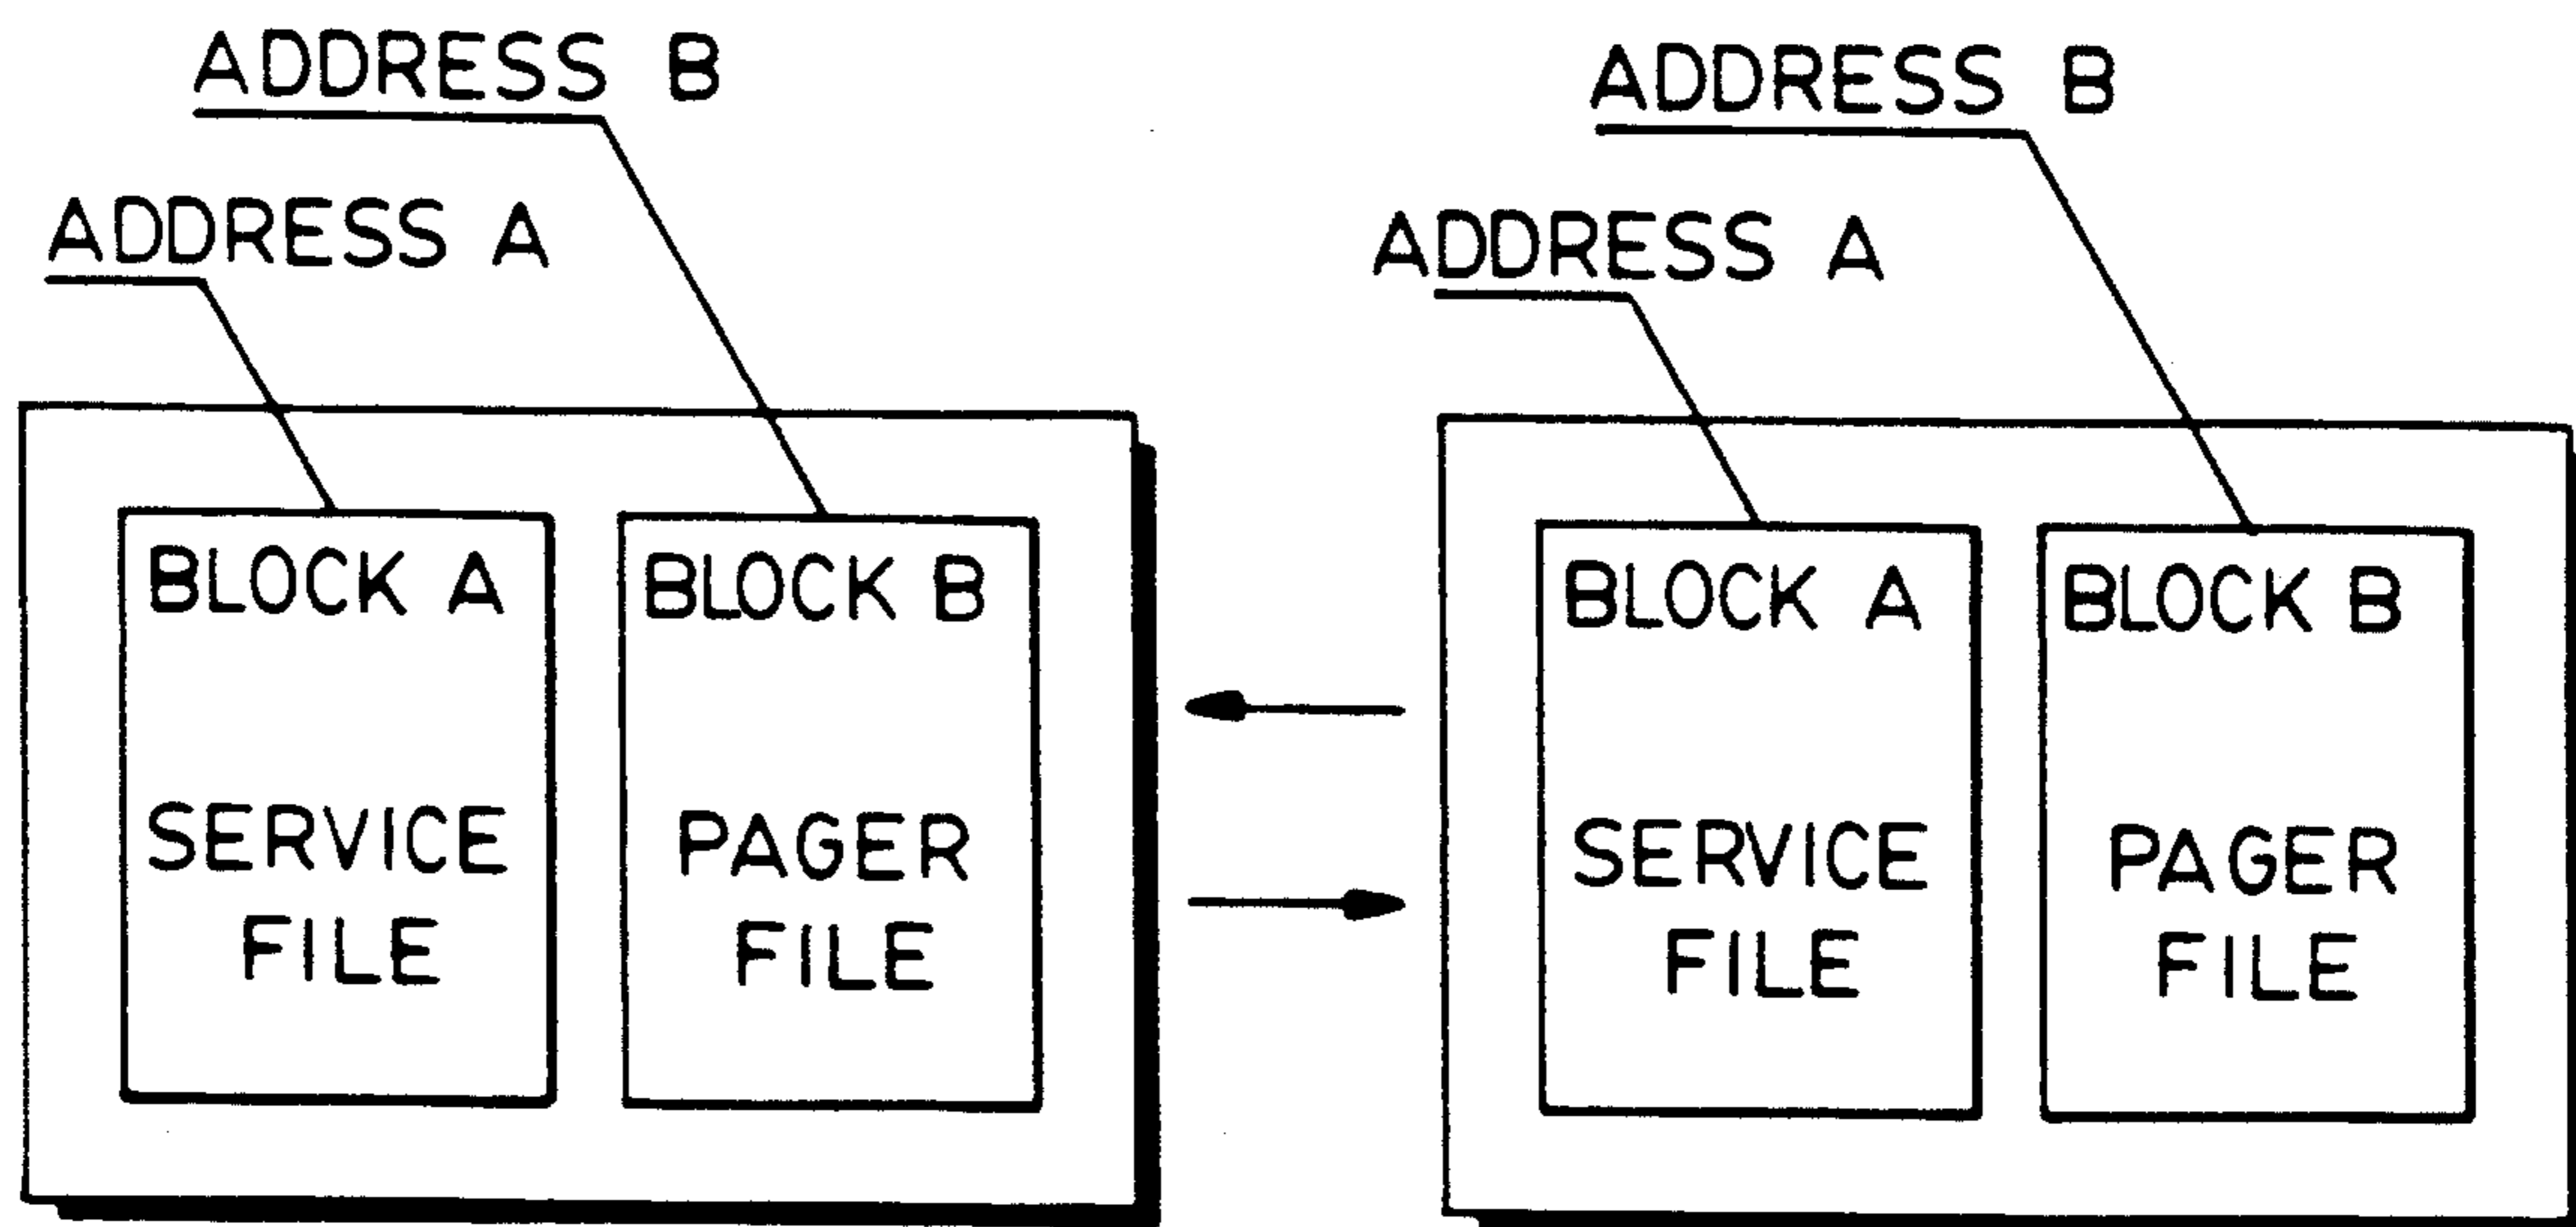 ADDRESS B
ADDRESS A
BLOCK A
SERVICE
FILE
BLOCK B
PAGER
FILE
ADDRESS B
ADDRESS A
BLOCK A
SERVICE
FILE
BLOCK B
PAGER
FILE